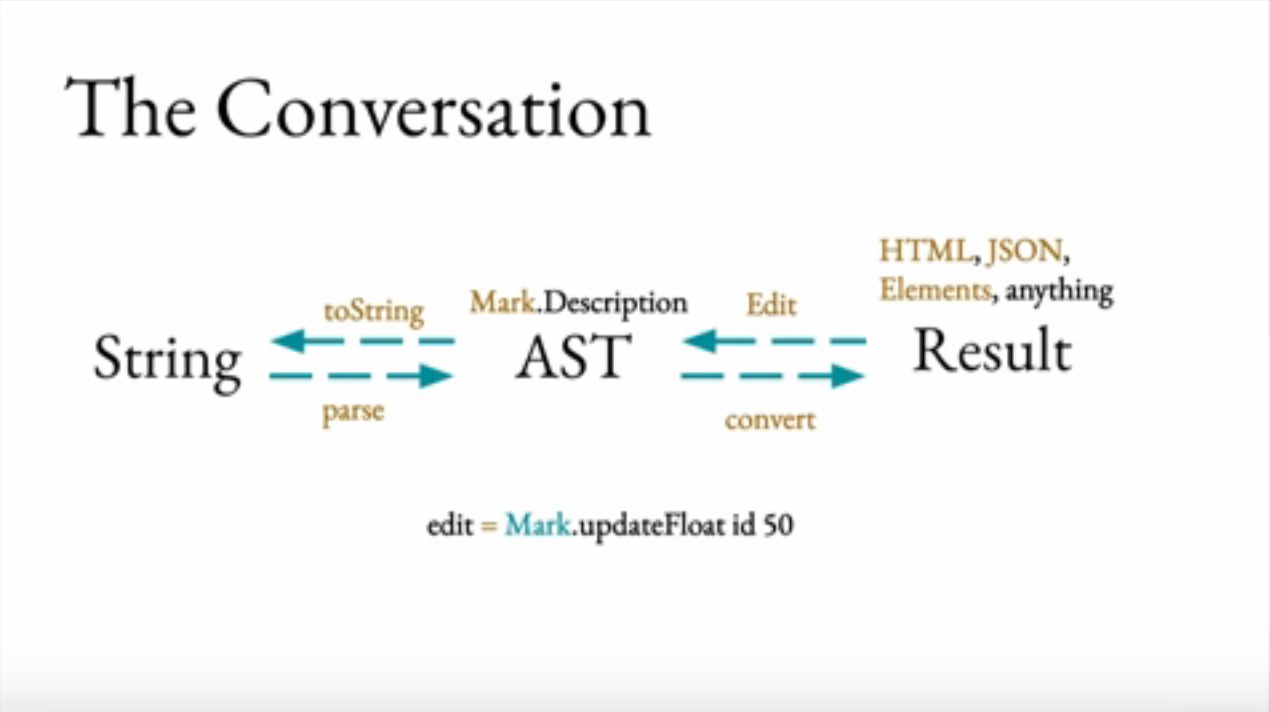 The Conversation
HTML, JSON,
Elements, anything
toString
Mark.Description
Edit
String
AST
Result
parse
convert
edit = Mark.updateFloat id 50